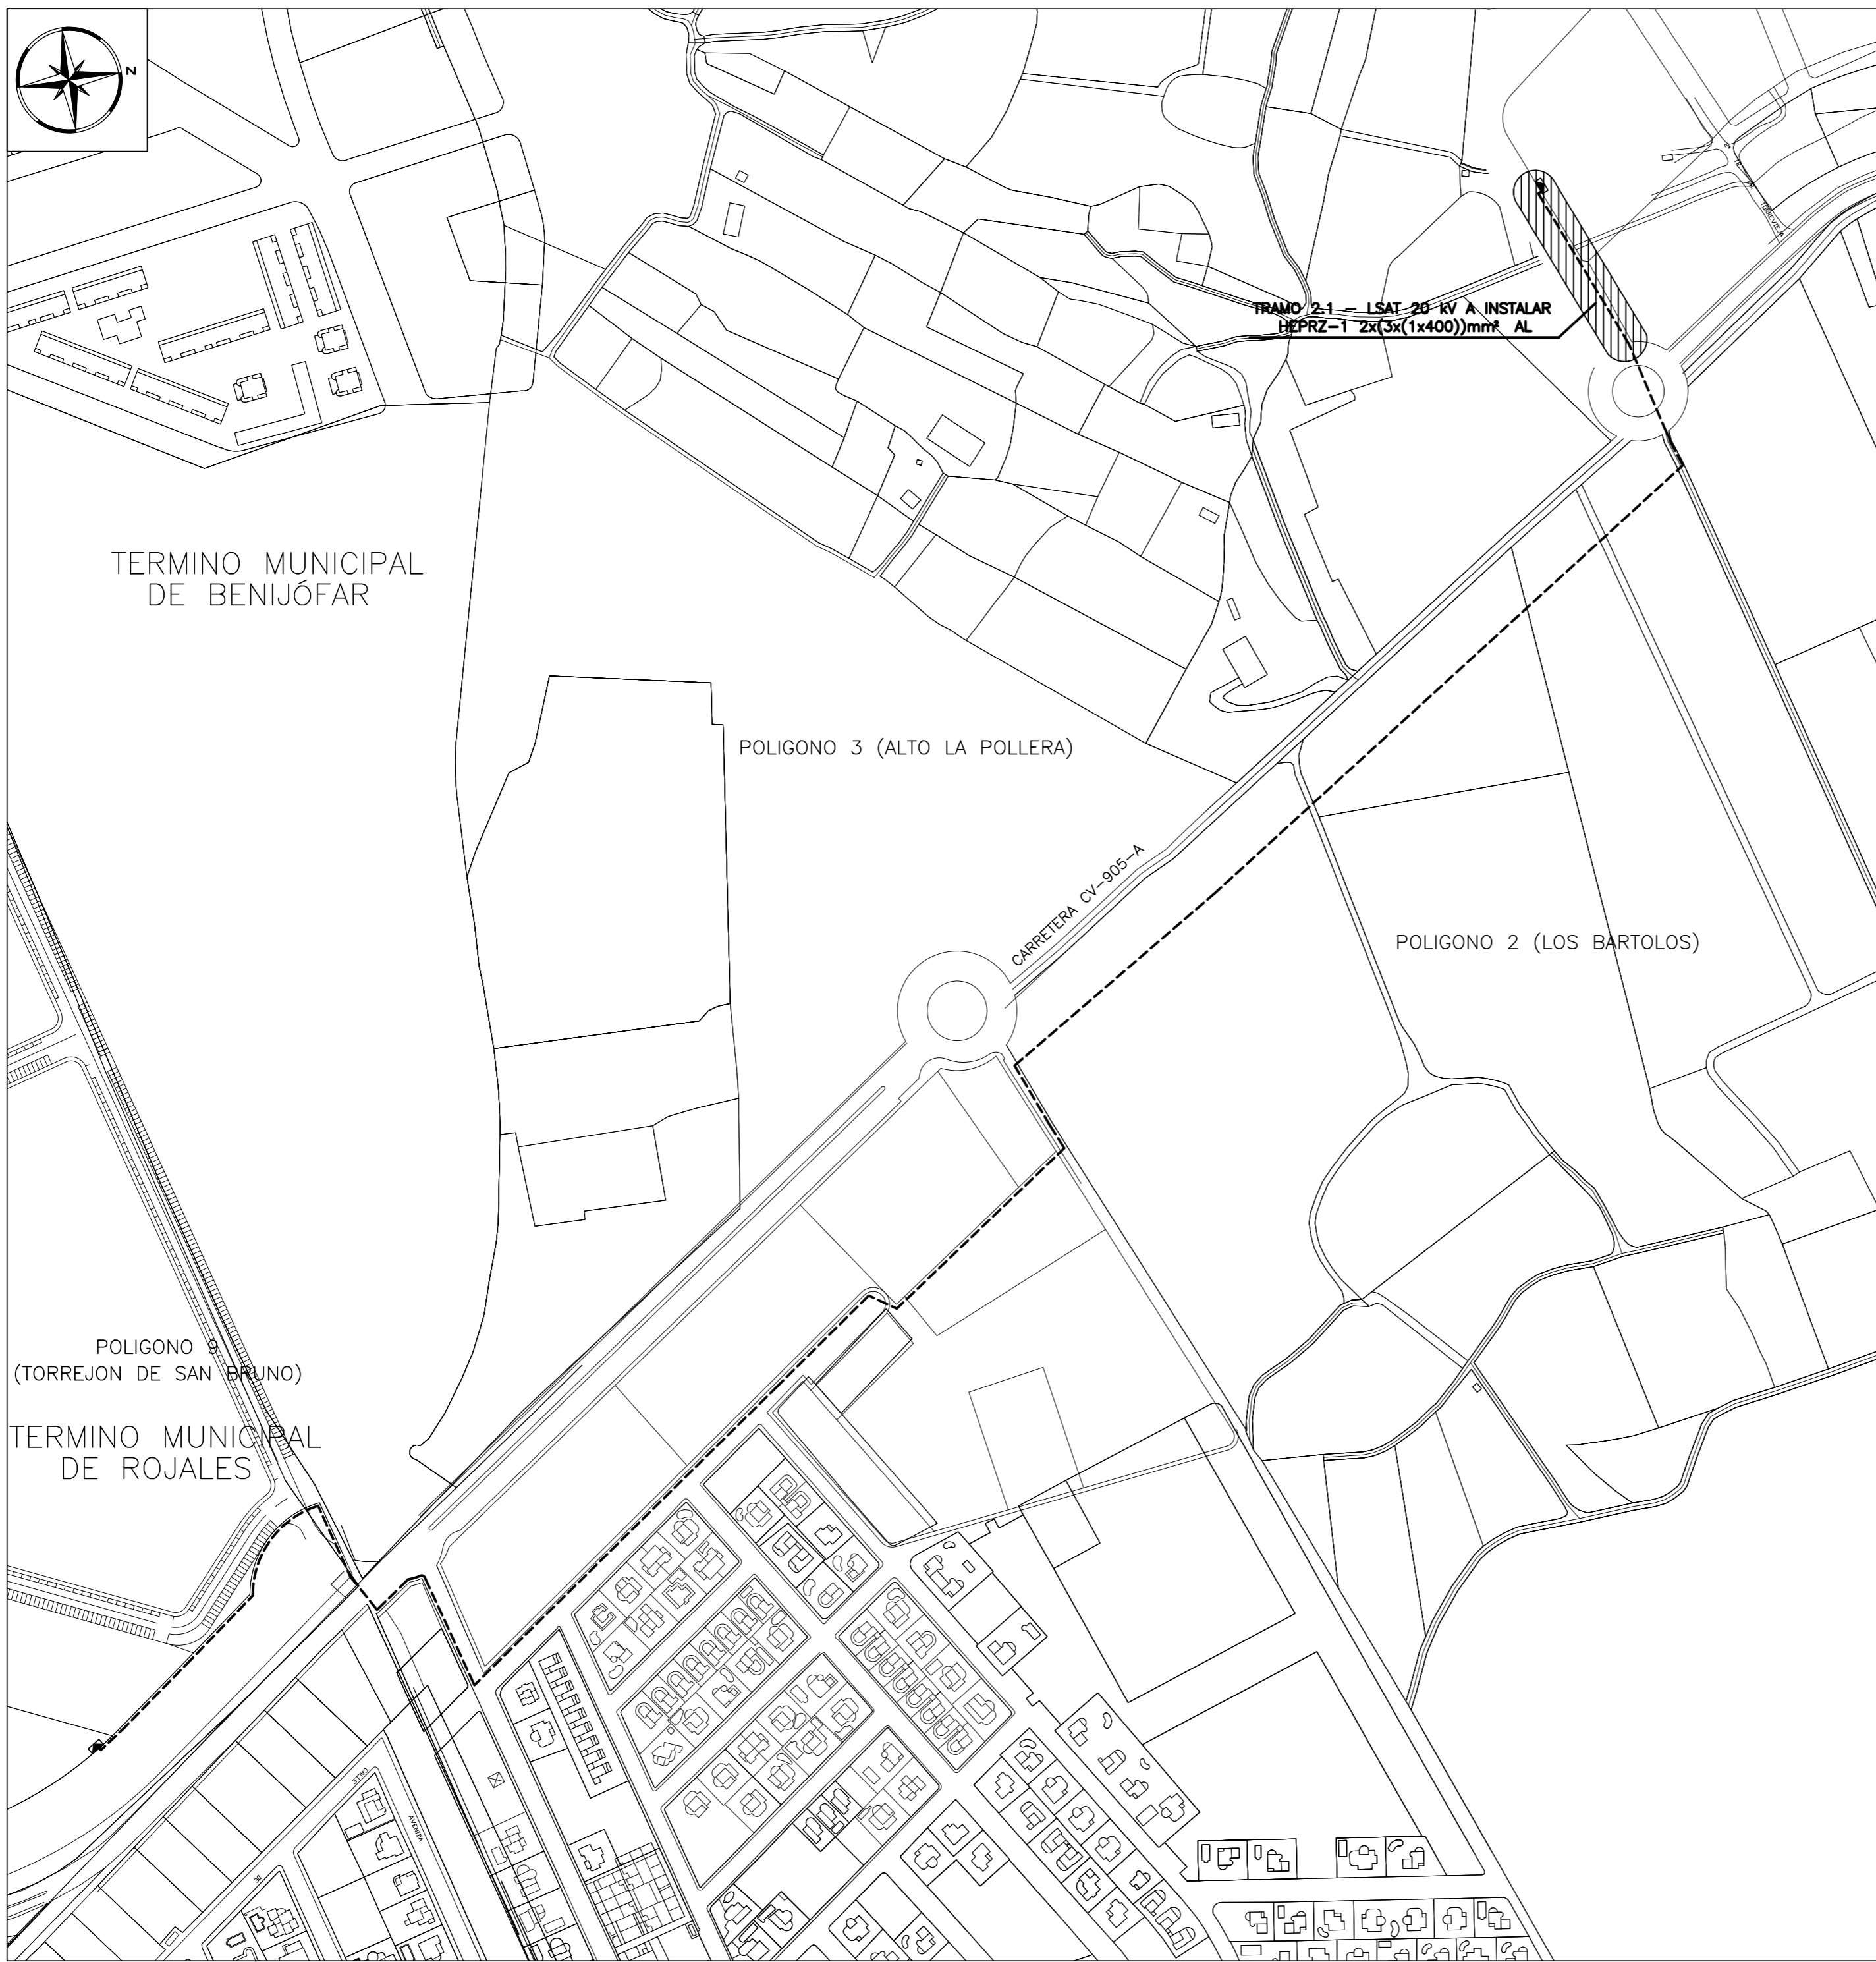 N
TORREVIEJA
TRAMO 2.1 – LSAT 20 kV A INSTALAR
HEPRZ-1 2x(3x(1x400))mm² AL
TERMINO MUNICIPAL
DE BENIJÓFAR
POLIGONO 3 (ALTO LA POLLERA)
CARRETERA CV-905-A
POLIGONO 2 (LOS BARTOLOS)
POLIGONO 9
(TORREJON DE SAN BRUNO)
TERMINO MUNICIPAL
DE ROJALES
CALLE
AVENIDA